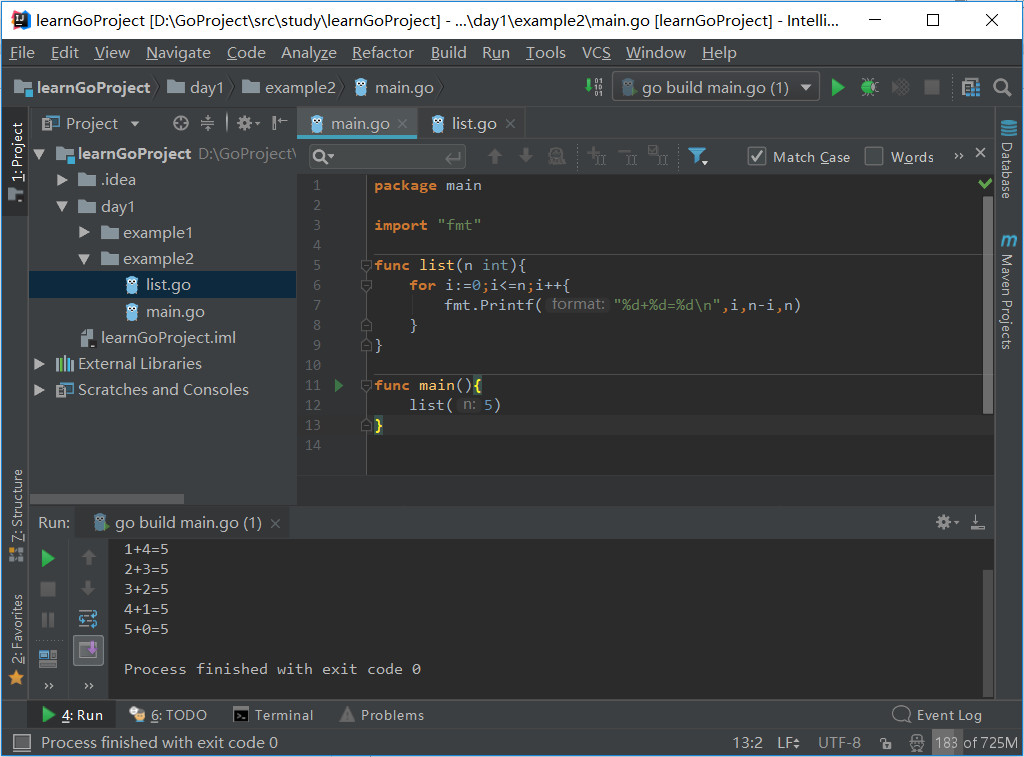 learnGoProject [D:\GoProject\src\study\learnGoProject] - ...\day1\example2\main.go [learnGoProject] - Intelli...
File Edit View Navigate Code Analyze Refactor Build Run Tools VCS Window Help
learnGoProject day1 example2 main.go go build main.go (1)
1: Project
Project
main.go
list.go
Match Case
Words
learnGoProject D:\GoProject\
.idea
day1
example1
example2
list.go
main.go
learnGoProject.iml
External Libraries
Scratches and Consoles
1 package main
2
3 import "fmt"
4
5 func list(n int){
6 for i:=0;i<=n;i++{
7 fmt.Printf( format: "%d+%d=%d\n",i,n-i,n)
8 }
9 }
10
11 func main(){
12 list( n: 5)
13 }
14
Database
m Maven Projects
7: Structure
2: Favorites
Run: go build main.go (1)
1+4=5
2+3=5
3+2=5
4+1=5
5+0=5
Process finished with exit code 0
4: Run 6: TODO Terminal Problems Event Log
Process finished with exit code 0 13:2 LF UTF-8 183 of 725M